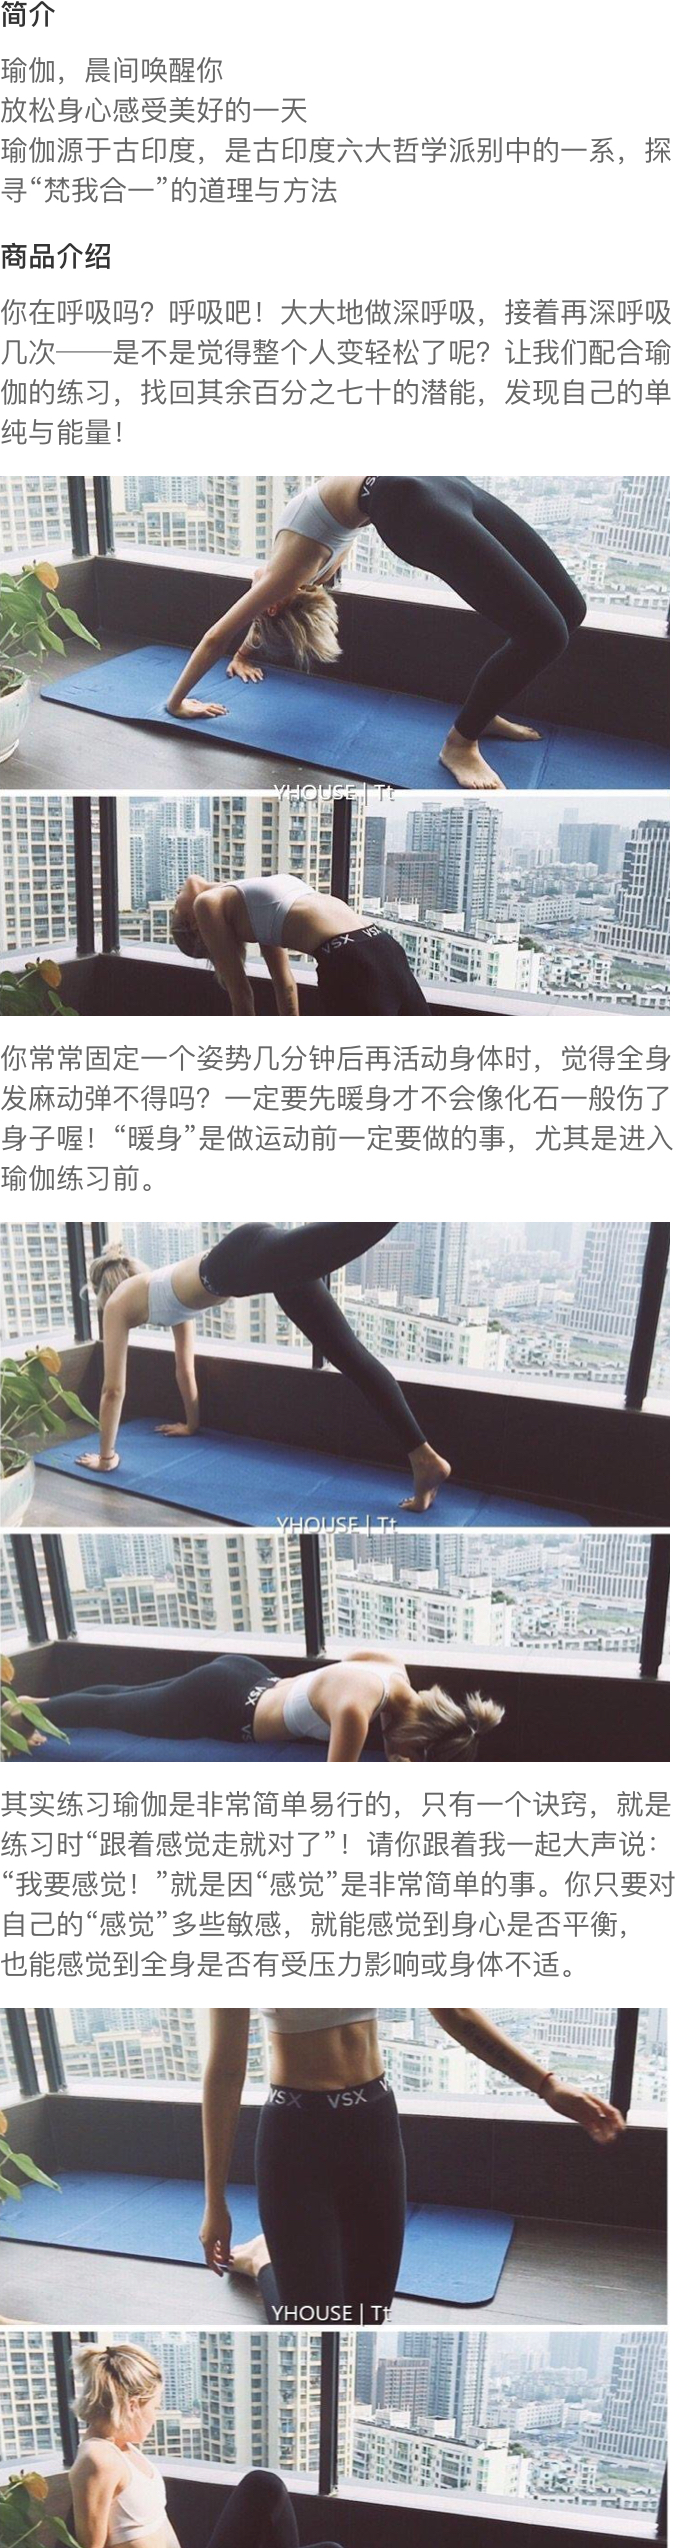 简介
瑜伽，晨间唤醒你
放松身心感受美好的一天
瑜伽源于古印度，是古印度六大哲学派别中的一系，探
寻“梵我合一”的道理与方法
商品介绍
你在呼吸吗？呼吸吧！大大地做深呼吸，接着再深呼吸
几次——是不是觉得整个人变轻松了呢？让我们配合瑜
伽的练习，找回其余百分之七十的潜能，发现自己的单
纯与能量！
VS
YHOUSE | Tt
VSX VSX
你常常固定一个姿势几分钟后再活动身体时，觉得全身
发麻动弹不得吗？一定要先暖身才不会像化石一般伤了
身子喔！“暖身”是做运动前一定要做的事，尤其是进入
瑜伽练习前。
VSX
YHOUSE | Tt
VSX
VS
其实练习瑜伽是非常简单易行的，只有一个诀窍，就是
练习时“跟着感觉走就对了”！请你跟着我一起大声说：
“我要感觉！”就是因“感觉”是非常简单的事。你只要对
自己的“感觉”多些敏感，就能感觉到身心是否平衡，
也能感觉到全身是否有受压力影响或身体不适。
VSX VSX V
YHOUSE | Tt